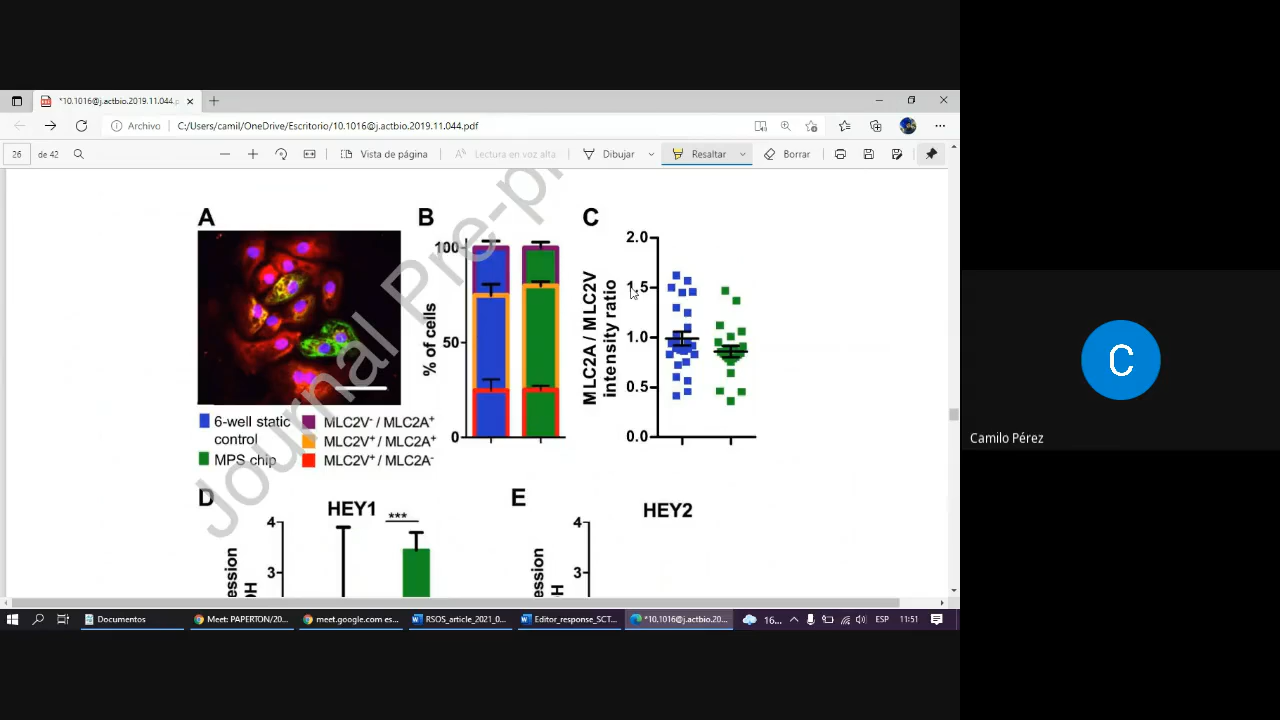 *10.1016@j.actbio.2019.11.044.p
Archivo
C:/Users/camil/OneDrive/Escritorio/10.1016@j.actbio.2019.11.044.pdf
26
de 42
Vista de página
Lectura en voz alta
Dibujar
Resaltar
Borrar
Journal Pre-p
A
B
C
100
50
0
% of cells
2.0
1.5
1.0
0.5
0.0
MLC2A / MLC2V
intensity ratio
6-well static
control
MPS chip
MLC2V⁻ / MLC2A⁺
MLC2V⁺ / MLC2A⁺
MLC2V⁺ / MLC2A⁻
D
HEY1
***
4
3
ession
E
HEY2
4
3
ession
Documentos
Meet: PAPERTON/20...
meet.google.com es...
RSOS_article_2021_0...
Editor_response_SCT...
*10.1016@j.actbio.20...
16...
ESP
11:51
C
Camilo Pérez